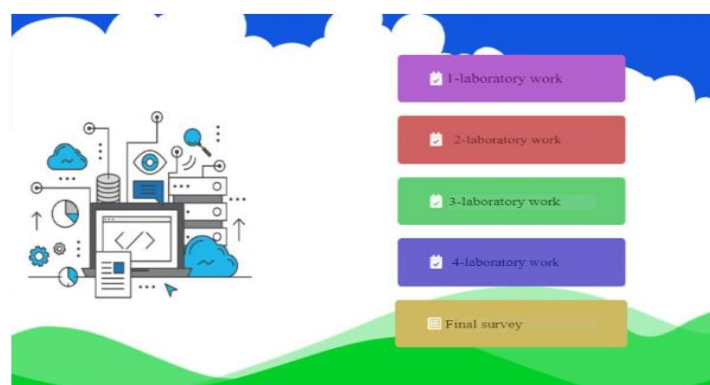 1-laboratory work
2-laboratory work
3-laboratory work
4-laboratory work
Final survey